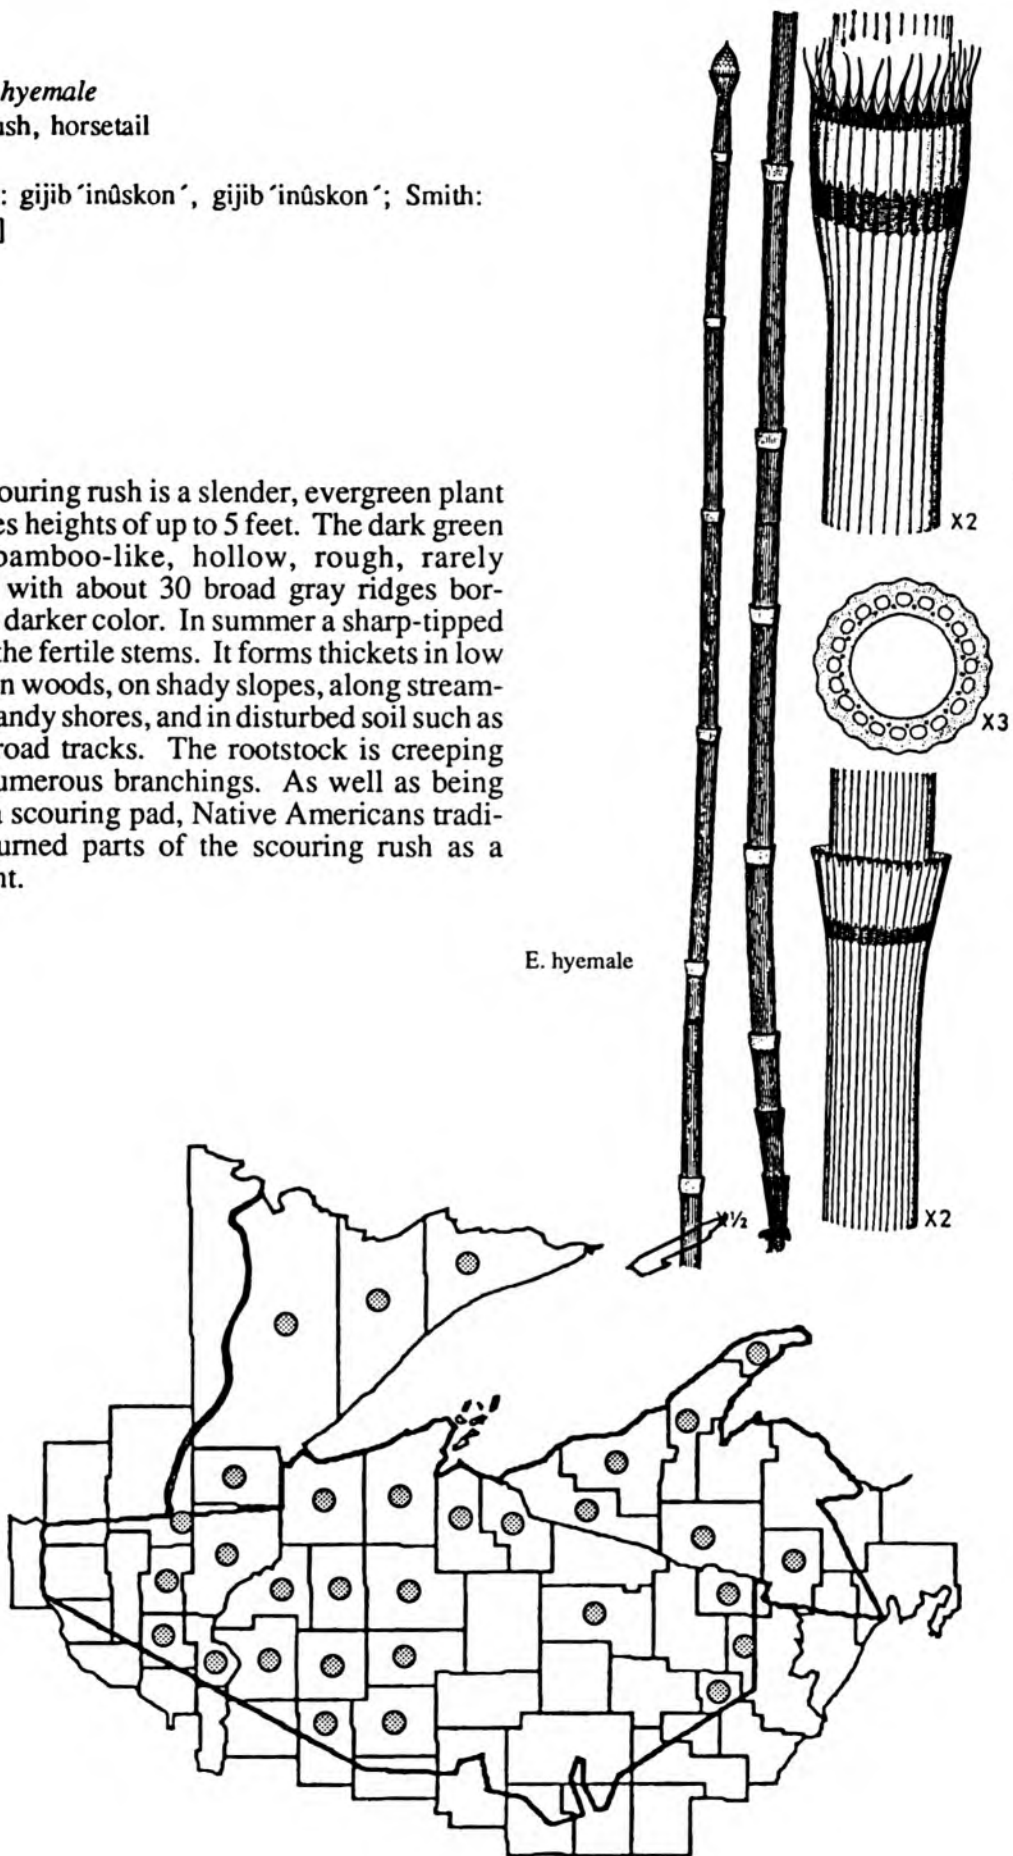 hyemale
ush, horsetail
: gijib´inûskon´, gijib´inûskon´; Smith:
]
ouring rush is a slender, evergreen plant
es heights of up to 5 feet. The dark green
bamboo-like, hollow, rough, rarely
with about 30 broad gray ridges bor-
darker color. In summer a sharp-tipped
the fertile stems. It forms thickets in low
n woods, on shady slopes, along stream-
andy shores, and in disturbed soil such as
road tracks. The rootstock is creeping
umerous branchings. As well as being
a scouring pad, Native Americans tradi-
urned parts of the scouring rush as a
nt.
X2
X3
E. hyemale
X½
X2